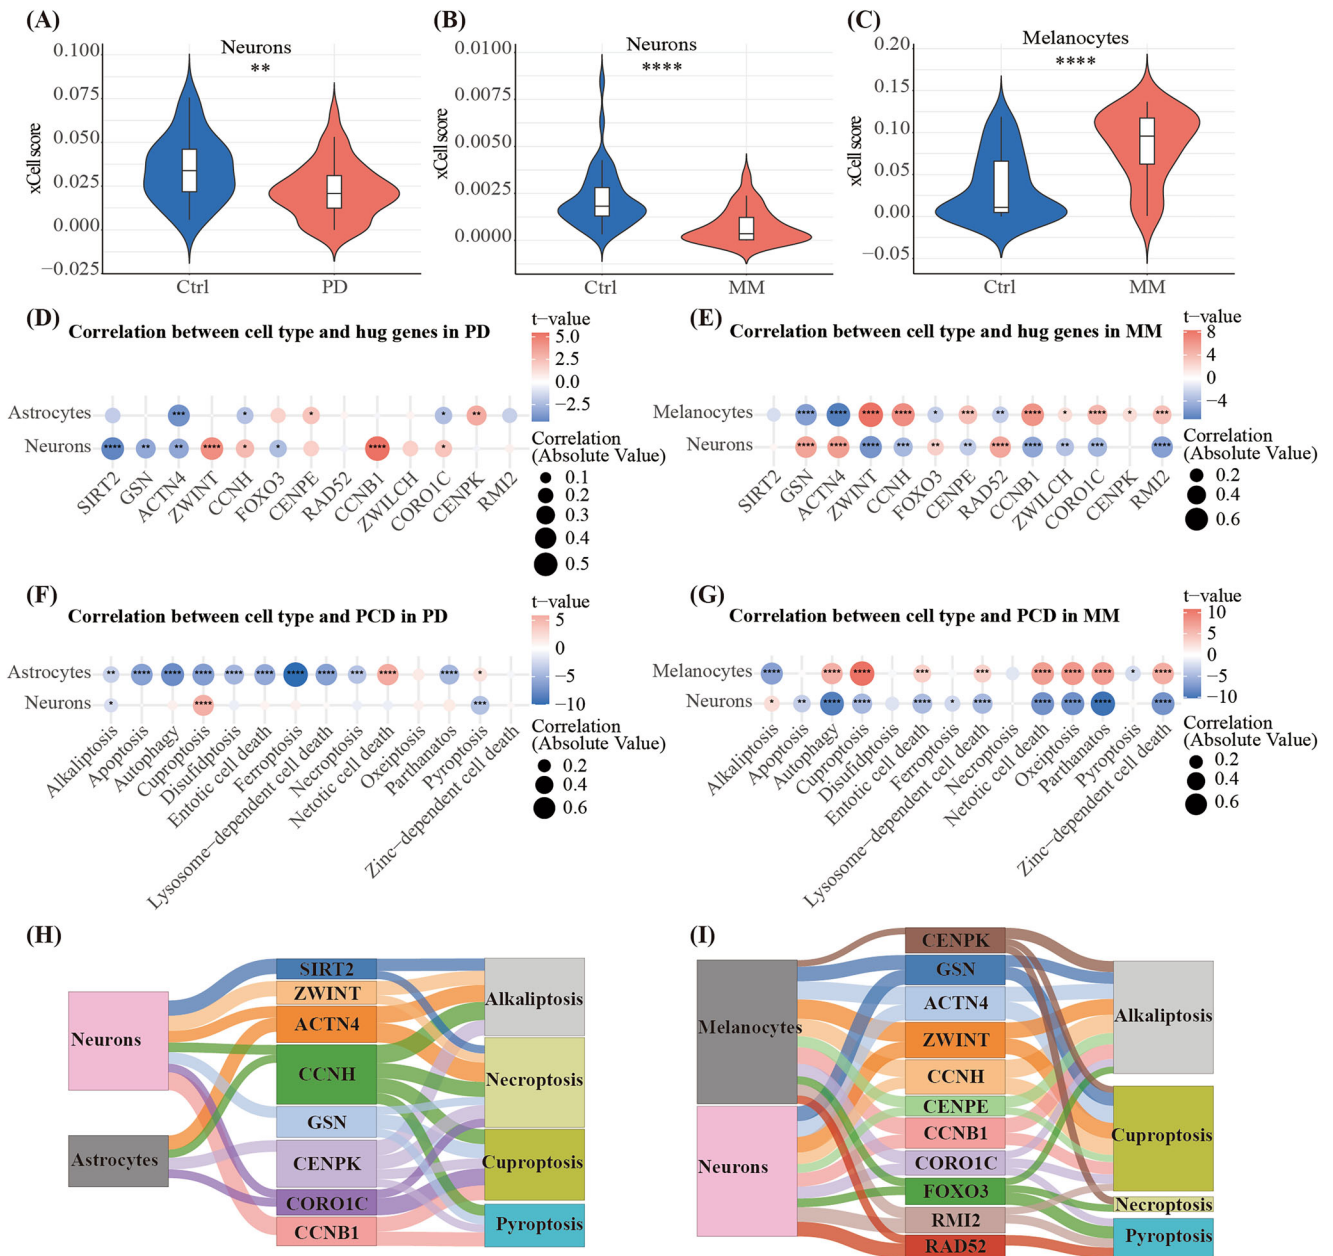 (A)
Neurons
**
xCell score
0.100
0.075
0.050
0.025
0.000
−0.025
Ctrl
PD
(B)
Neurons
****
xCell score
0.0100
0.0075
0.0050
0.0025
0.0000
Ctrl
MM
(C)
Melanocytes
****
xCell score
0.20
0.10
0.00
−0.05
Ctrl
MM
(D)
Correlation between cell type and hug genes in PD
Astrocytes
*** * * * **
Neurons
**** ** ** **** * * **** *
SIRT2
GSN
ACTN4
ZWINT
CCNH
FOXO3
CENPE
RAD52
CCNB1
ZWILCH
CORO1C
CENPK
RMI2
t−value
5.0
2.5
0.0
−2.5
Correlation
(Absolute Value)
0.1
0.2
0.3
0.4
0.5
(E)
Correlation between cell type and hug genes in MM
Melanocytes
**** **** **** **** * *** ** **** * **** * ***
Neurons
**** **** **** *** ** ** **** **** ** *** ****
SIRT2
GSN
ACTN4
ZWINT
CCNH
FOXO3
CENPE
RAD52
CCNB1
ZWILCH
CORO1C
CENPK
RMI2
t−value
8
4
0
−4
Correlation
(Absolute Value)
0.2
0.4
0.6
(F)
Correlation between cell type and PCD in PD
Astrocytes
** **** **** **** **** **** **** **** *** **** **** *
Neurons
* **** ***
Alkaliptosis
Apoptosis
Autophagy
Cuproptosis
Disulfidptosis
Entotic cell death
Ferroptosis
Lysosome−dependent cell death
Necroptosis
Netotic cell death
Oxeiptosis
Parthanatos
Pyroptosis
Zinc−dependent cell death
t−value
5
0
−5
−10
Correlation
(Absolute Value)
0.2
0.4
0.6
(G)
Correlation between cell type and PCD in MM
Melanocytes
**** **** **** *** *** **** **** **** * ****
Neurons
* ** **** **** **** * **** **** **** **** ****
Alkaliptosis
Apoptosis
Autophagy
Cuproptosis
Disulfidptosis
Entotic cell death
Ferroptosis
Lysosome−dependent cell death
Necroptosis
Netotic cell death
Oxeiptosis
Parthanatos
Pyroptosis
Zinc−dependent cell death
t−value
10
5
0
−5
−10
Correlation
(Absolute Value)
0.2
0.4
0.6
(H)
Neurons
Astrocytes
SIRT2
ZWINT
ACTN4
CCNH
GSN
CENPK
CORO1C
CCNB1
Alkaliptosis
Necroptosis
Cuproptosis
Pyroptosis
(I)
Melanocytes
Neurons
CENPK
GSN
ACTN4
ZWINT
CCNH
CENPE
CCNB1
CORO1C
FOXO3
RMI2
RAD52
Alkaliptosis
Cuproptosis
Necroptosis
Pyroptosis